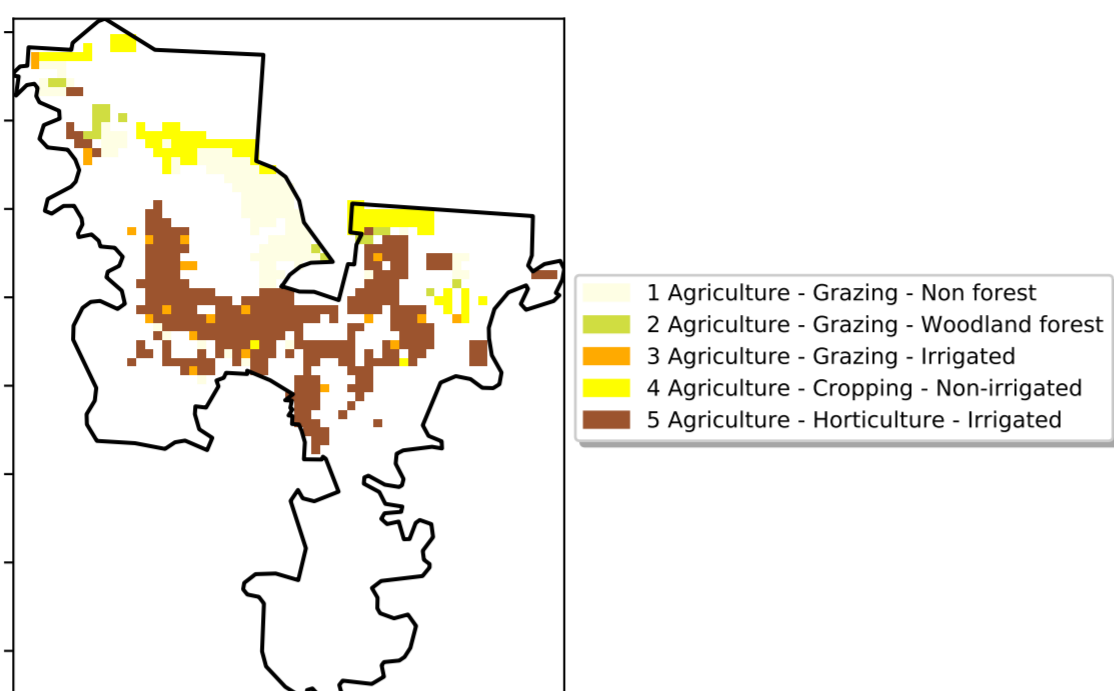 1 Agriculture - Grazing - Non forest
2 Agriculture - Grazing - Woodland forest
3 Agriculture - Grazing - Irrigated
4 Agriculture - Cropping - Non-irrigated
5 Agriculture - Horticulture - Irrigated